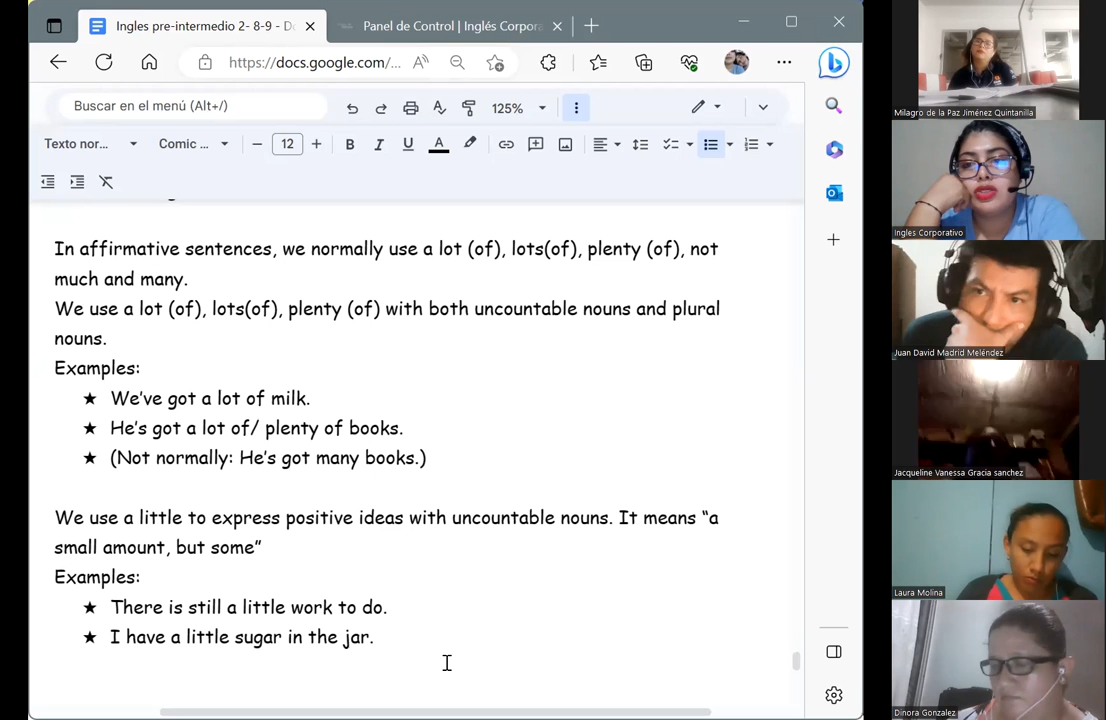 Ingles pre-intermedio 2- 8-9 - D
Panel de Control | Inglés Corpor
https://docs.google.com/...
Buscar en el menú (Alt+/)
125%
Texto nor...
Comic ...
12
In affirmative sentences, we normally use a lot (of), lots(of), plenty (of), not
much and many.
We use a lot (of), lots(of), plenty (of) with both uncountable nouns and plural
nouns.
Examples:
★ We've got a lot of milk.
★ He's got a lot of/ plenty of books.
★ (Not normally: He's got many books.)
We use a little to express positive ideas with uncountable nouns. It means “a
small amount, but some”
Examples:
★ There is still a little work to do.
★ I have a little sugar in the jar.
Milagro de la Paz Jiménez Quintanilla
Ingles Corporativo
Juan David Madrid Meléndez
Jacqueline Vanessa Gracia sanchez
Laura Molina
Dinora Gonzalez